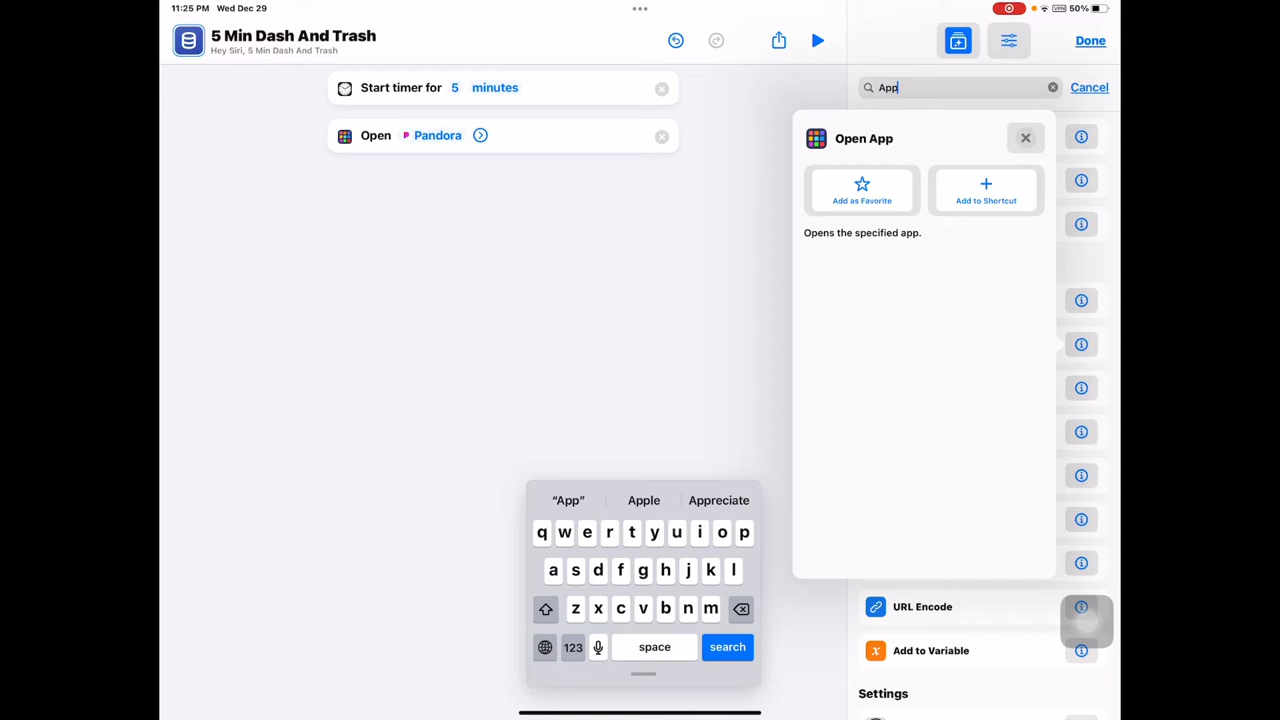 11:25 PM Wed Dec 29
VPN 50%
5 Min Dash And Trash
Hey Siri, 5 Min Dash And Trash
Done
Start timer for 5 minutes
Open Pandora
App
Cancel
Open App
Add as Favorite
Add to Shortcut
Opens the specified app.
“App” Apple Appreciate
q w e r t y u i o p
a s d f g h j k l
z x c v b n m
123 space search
URL Encode
Add to Variable
Settings